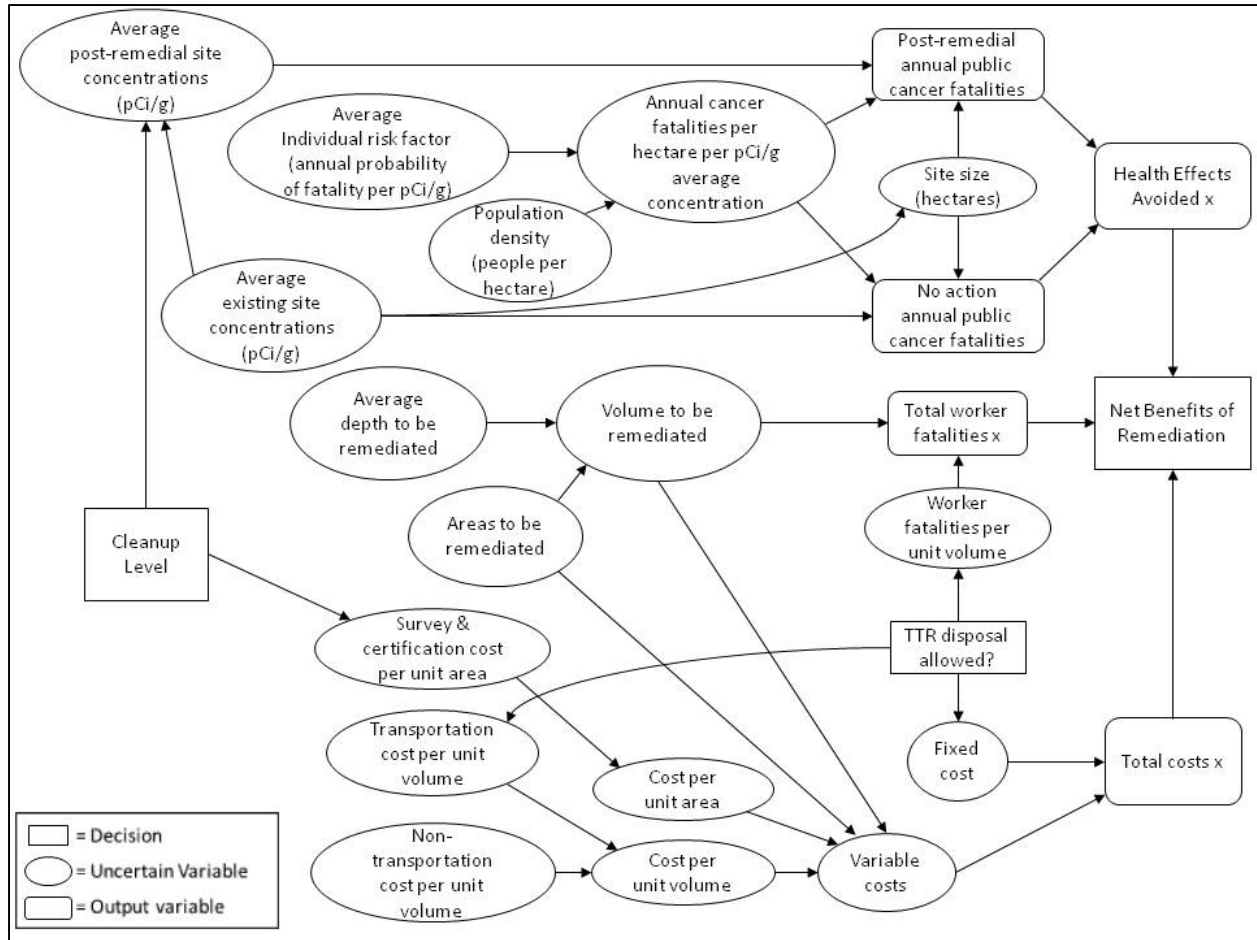 Average
post-remedial site
concentrations
(pCi/g)
Post-remedial
annual public
cancer fatalities
Average
Individual risk factor
(annual probability
of fatality per pCi/g)
Annual cancer
fatalities per
hectare per pCi/g
average
concentration
Site size
(hectares)
Health Effects
Avoided x
Population
density
(people per
hectare)
Average
existing site
concentrations
(pCi/g)
No action
annual public
cancer fatalities
Average
depth to be
remediated
Volume to be
remediated
Total worker
fatalities x
Net Benefits of
Remediation
Areas to be
remediated
Worker
fatalities per
unit volume
Cleanup
Level
Survey &
certification cost
per unit area
TTR disposal
allowed?
Transportation
cost per unit
volume
Cost per
unit area
Fixed
cost
Total costs x
Non-
transportation
cost per unit
volume
Cost per
unit volume
Variable
costs
= Decision
= Uncertain Variable
= Output variable